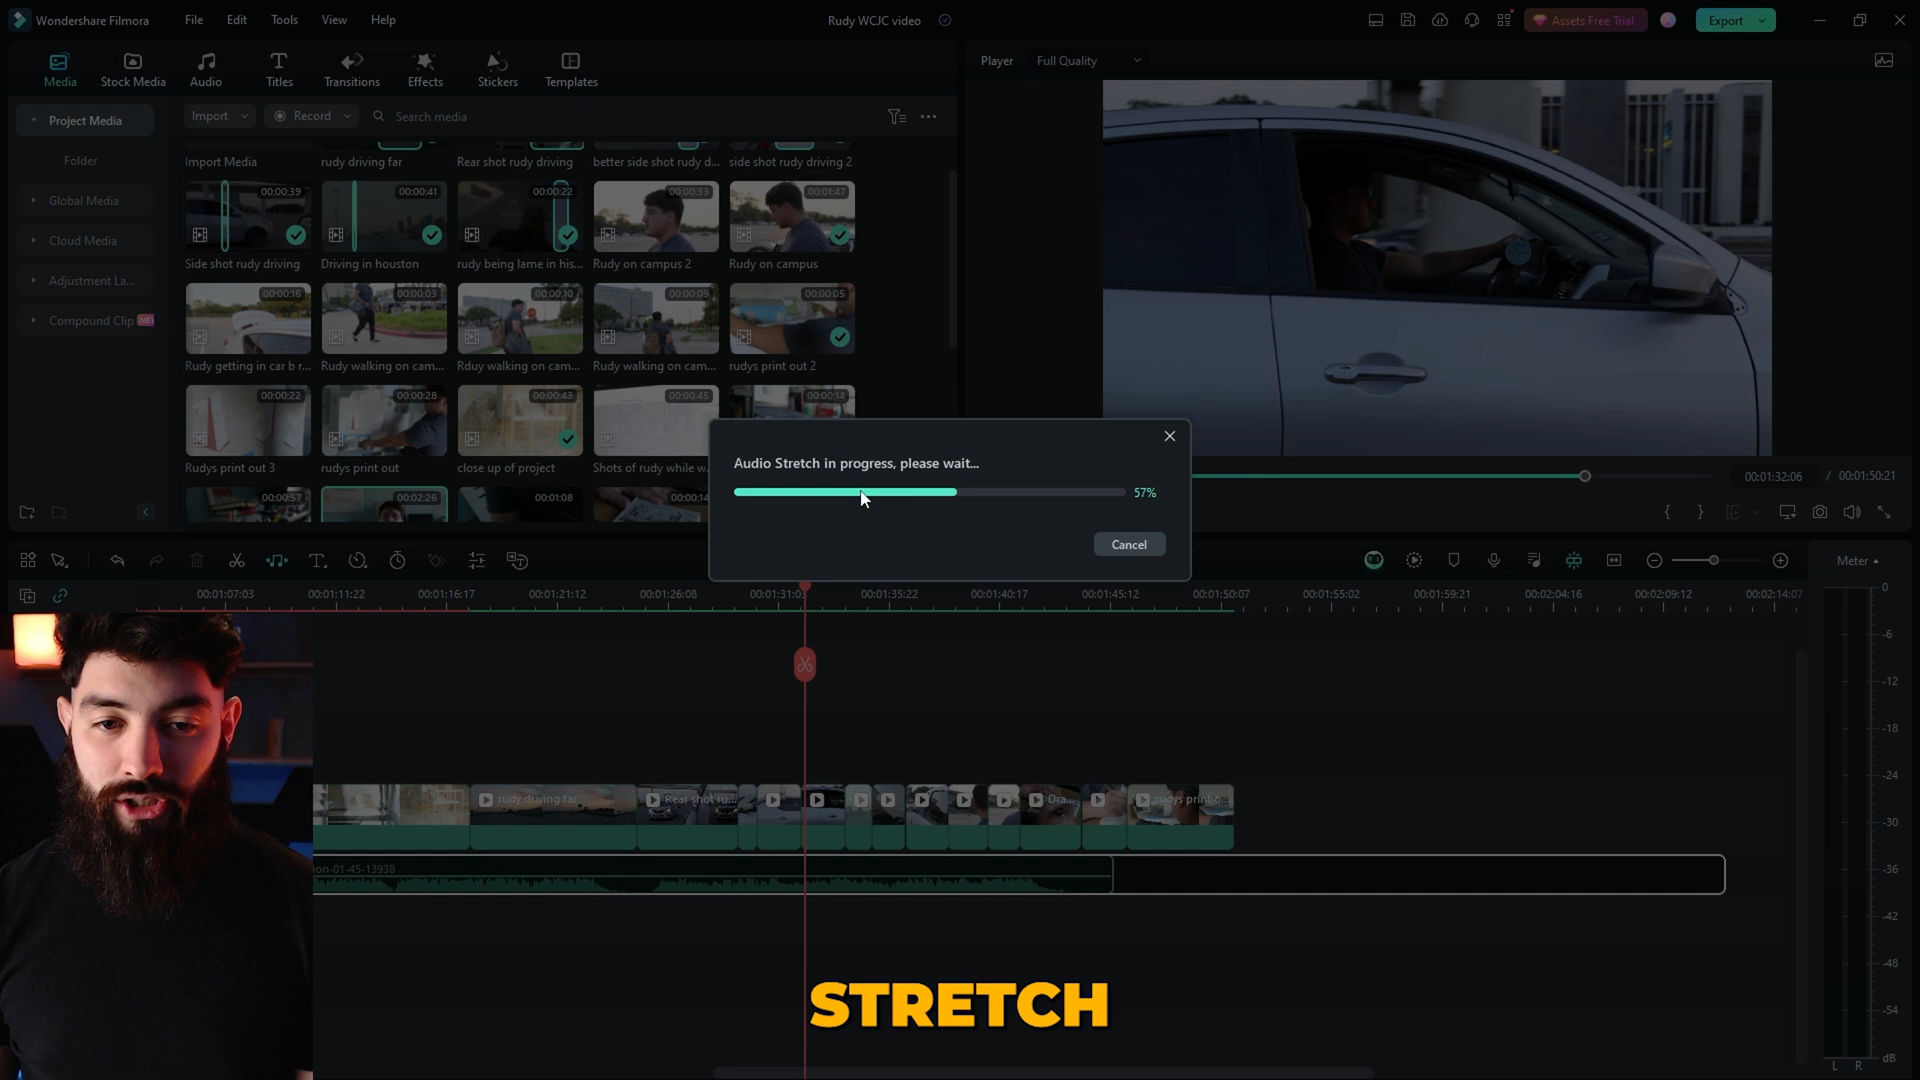 Wondershare Filmora
File
Edit
Tools
View
Help
Rudy WCJC video
Assets Free Trial
Export
Media
Stock Media
Audio
Titles
Transitions
Effects
Stickers
Templates
Player
Full Quality
Project Media
Folder
Global Media
Cloud Media
Adjustment La...
Compound Clip
NEW
Import
Record
Search media
Import Media
rudy driving far
Rear shot rudy driving
better side shot rudy d...
side shot rudy driving 2
00:00:39
00:00:41
00:00:22
00:00:33
00:01:47
Side shot rudy driving
Driving in houston
rudy being lame in his...
Rudy on campus 2
Rudy on campus
00:00:16
00:00:03
00:00:10
00:00:09
00:00:05
Rudy getting in car b r...
Rudy walking on cam...
Rduy walking on cam...
Rudy walking on cam...
rudys print out 2
00:00:22
00:00:28
00:00:43
00:00:45
00:00:14
Rudys print out 3
rudys print out
close up of project
Shots of rudy while w...
00:00:57
00:02:26
00:01:08
00:00:14
Audio Stretch in progress, please wait...
57%
Cancel
00:01:32:06 / 00:01:50:21
Meter
00:01:07:03
00:01:11:22
00:01:16:17
00:01:21:12
00:01:26:08
00:01:31:03
00:01:35:22
00:01:40:17
00:01:45:12
00:01:50:07
00:01:55:02
00:01:59:21
00:02:04:16
00:02:09:12
00:02:14:07
0
-6
-12
-18
-24
-30
-36
-42
-48
-54
dB
L R
rudy driving far
Rear shot ru...
Dra...
rudys print o...
on-01-45-13938
STRETCH